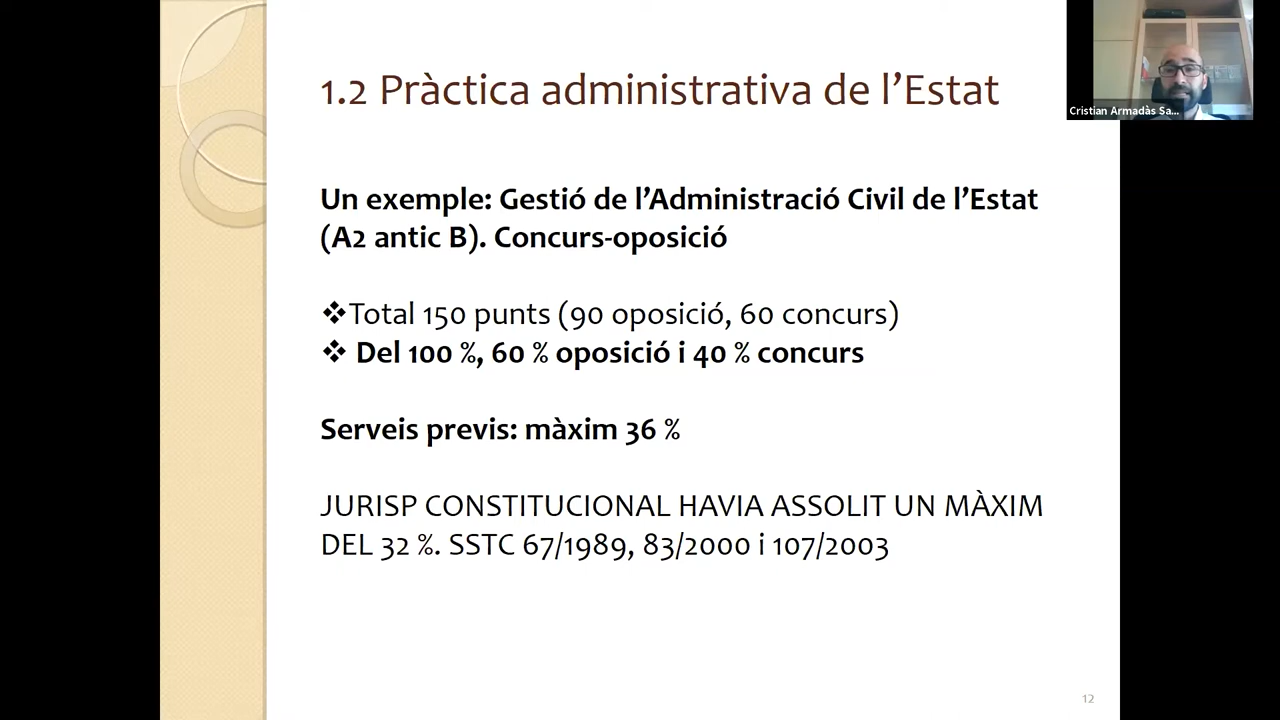 1.2 Pràctica administrativa de l’Estat
Cristian Armadàs Sa...
Un exemple: Gestió de l’Administració Civil de l’Estat
(A2 antic B). Concurs-oposició
❖Total 150 punts (90 oposició, 60 concurs)
❖ Del 100 %, 60 % oposició i 40 % concurs
Serveis previs: màxim 36 %
JURISP CONSTITUCIONAL HAVIA ASSOLIT UN MÀXIM
DEL 32 %. SSTC 67/1989, 83/2000 i 107/2003
12